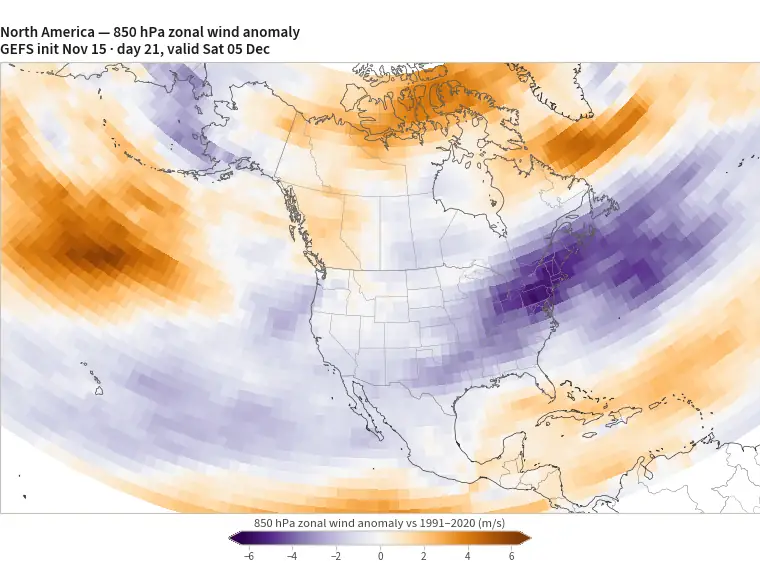 North America — 850 hPa zonal wind anomaly
GEFS init Nov 15 · day 21, valid Sat 05 Dec
850 hPa zonal wind anomaly vs 1991–2020 (m/s)
−6 −4 −2 0 2 4 6